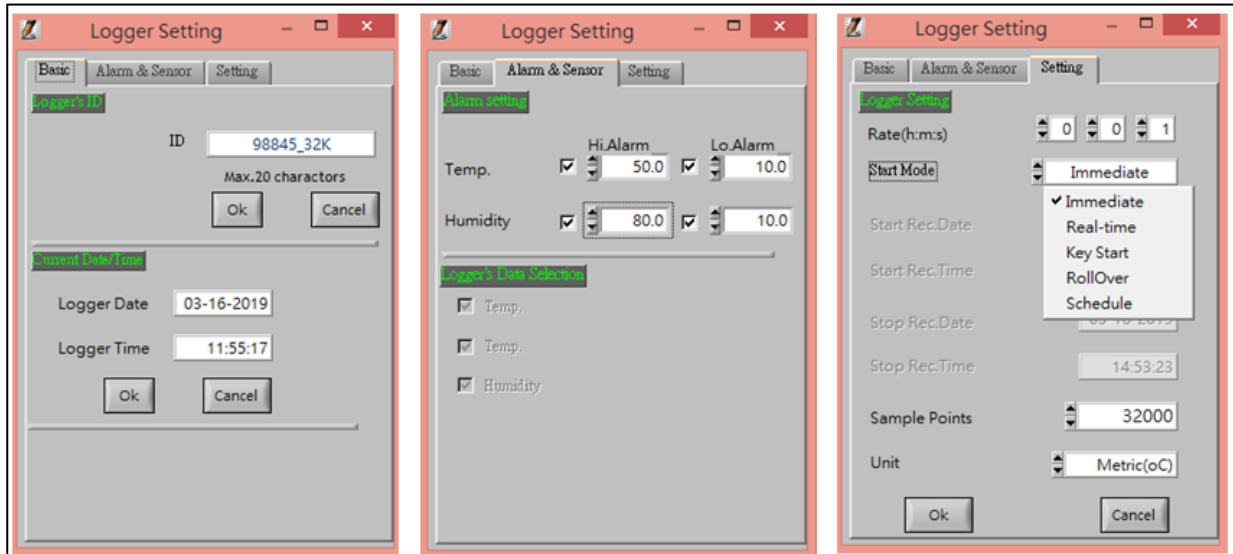 Logger Setting
Basic Alarm & Sensor Setting
Logger's ID
ID 98845_32K
Max.20 charactors
Ok Cancel
Current Date/Time
Logger Date 03-16-2019
Logger Time 11:55:17
Ok Cancel
Logger Setting
Basic Alarm & Sensor Setting
Alarm setting
Hi.Alarm Lo.Alarm
Temp. 50.0 10.0
Humidity 80.0 10.0
Logger's Data Selection
Temp.
Temp.
Humidity
Logger Setting
Basic Alarm & Sensor Setting
Logger Setting
Rate(h:m:s) 0 0 1
Start Mode Immediate
Immediate
Real-time
Key Start
RollOver
Schedule
Start Rec.Date
Start Rec.Time
Stop Rec.Date
Stop Rec.Time 14:53:23
Sample Points 32000
Unit Metric(oC)
Ok Cancel